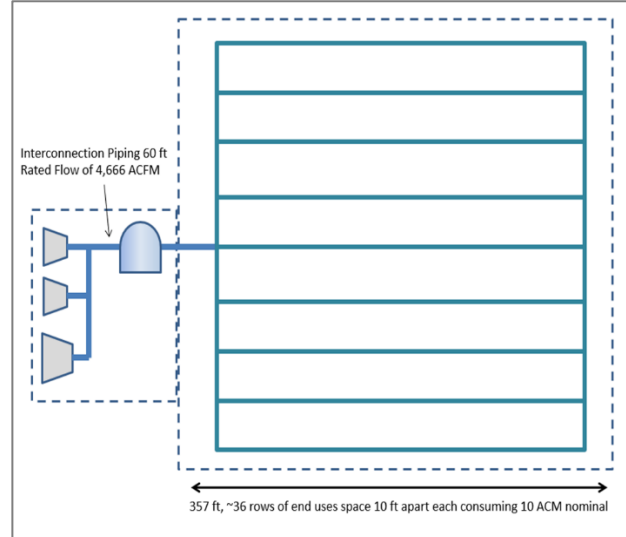 Interconnection Piping 60 ft
Rated Flow of 4,666 ACFM
357 ft, ~36 rows of end uses space 10 ft apart each consuming 10 ACM nominal